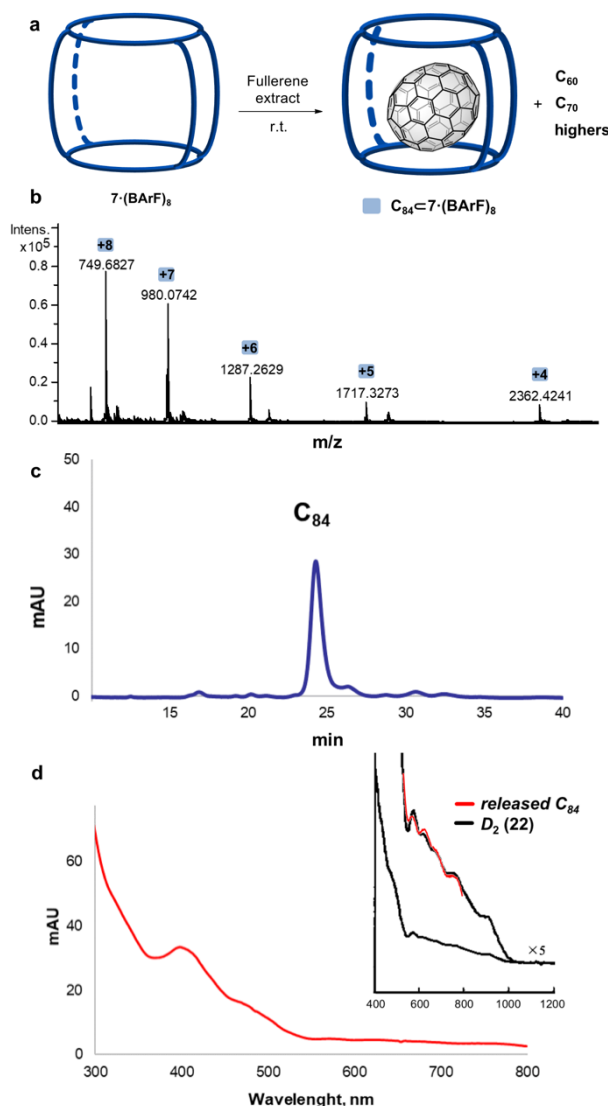 a
Fullerene
extract
r.t.
C60
+ C70
highers
7·(BArF)8
C84⊂7·(BArF)8
b
Intens.
x10^5
0.8
0.6
0.4
0.2
0.0
+8
749.6827
+7
980.0742
+6
1287.2629
+5
1717.3273
+4
2362.4241
m/z
c
50
40
30
20
10
0
mAU
C84
15 20 25 30 35 40
min
d
60
40
20
0
mAU
released C84
D2 (22)
×5
400 600 800 1000 1200
300 400 500 600 700 800
Wavelenght, nm